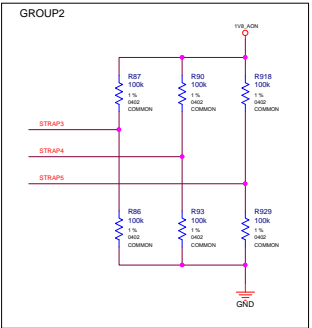 GROUP2
1V8_AON
R87
100k
1 %
0402
COMMON
R90
100k
1 %
0402
COMMON
R918
100k
1 %
0402
COMMON
STRAP3
STRAP4
STRAP5
R86
100k
1 %
0402
COMMON
R93
100k
1 %
0402
COMMON
R929
100k
1 %
0402
COMMON
GND